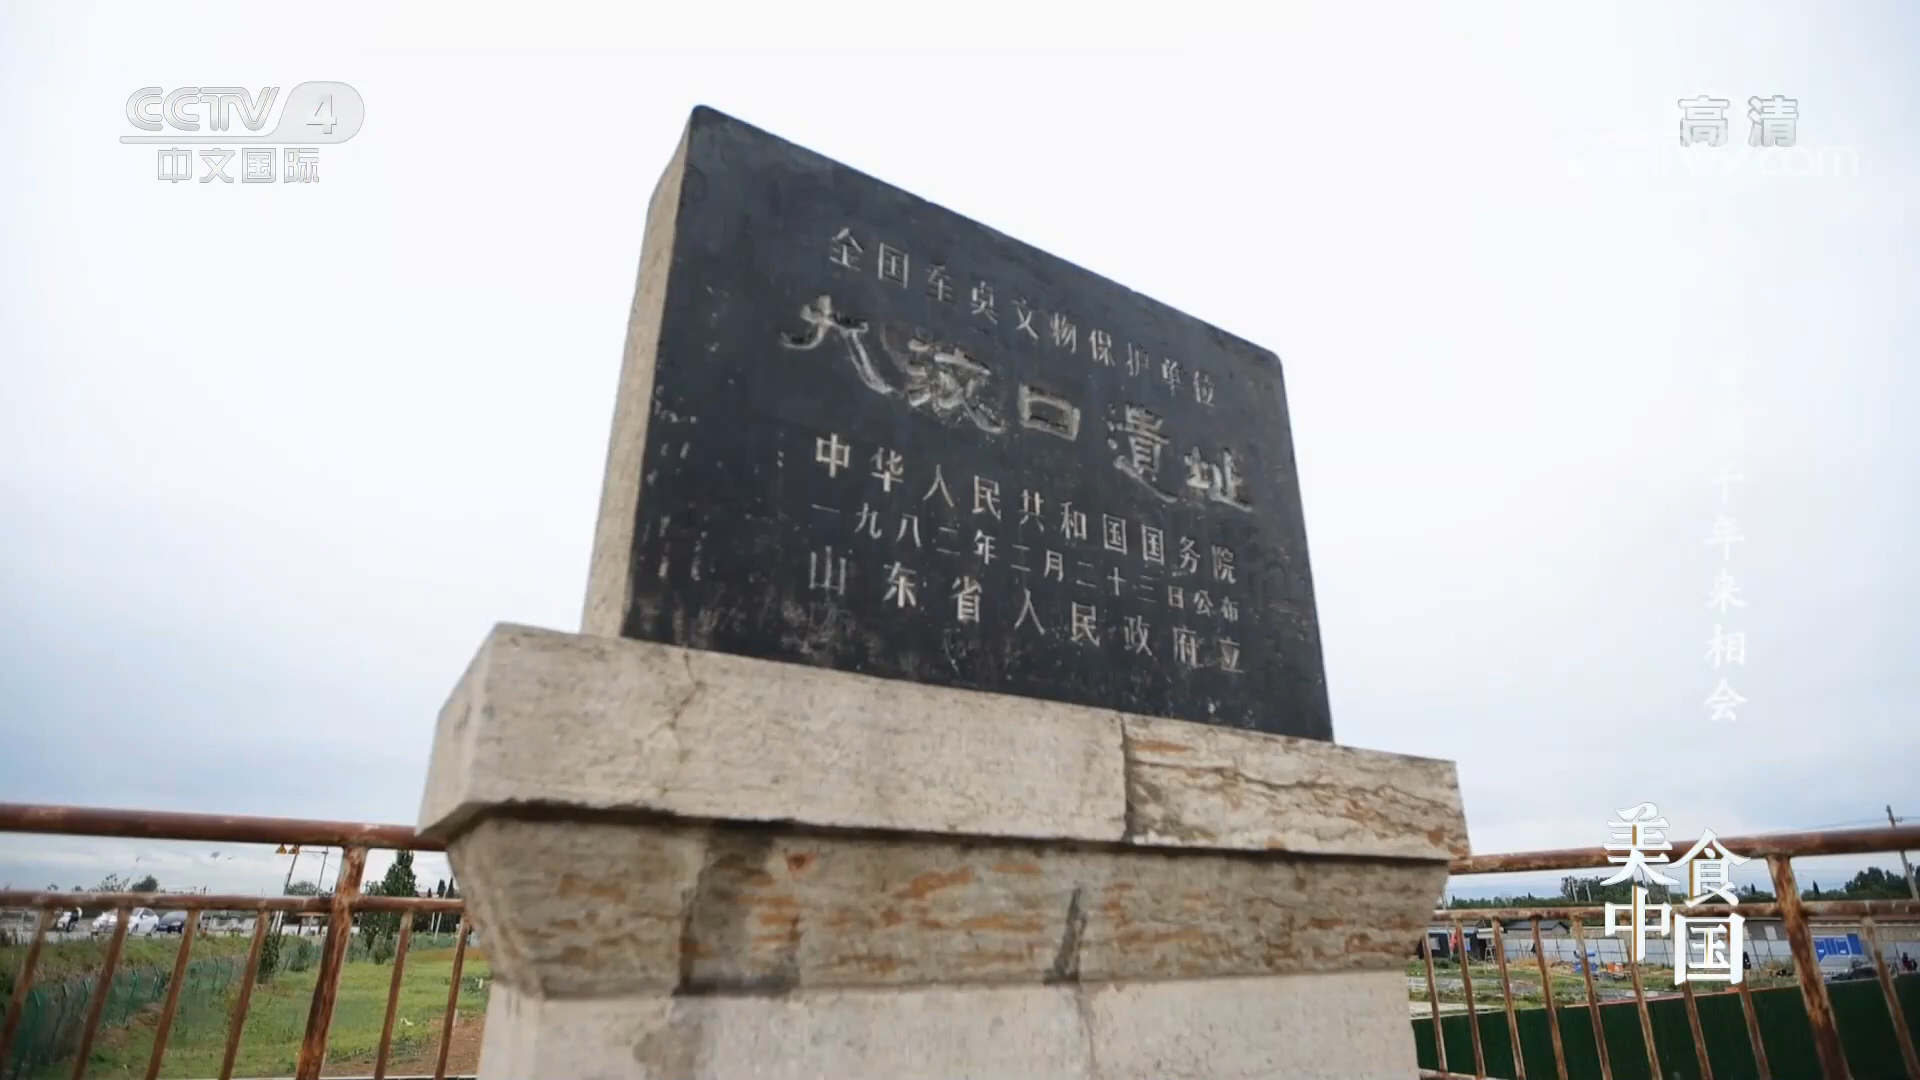 CCTV 4
中文国际
高清
全国重点文物保护单位
大汶口遺址
中华人民共和国国务院
一九八二年二月二十三日公布
山东省人民政府立
千年来相会
美食中国